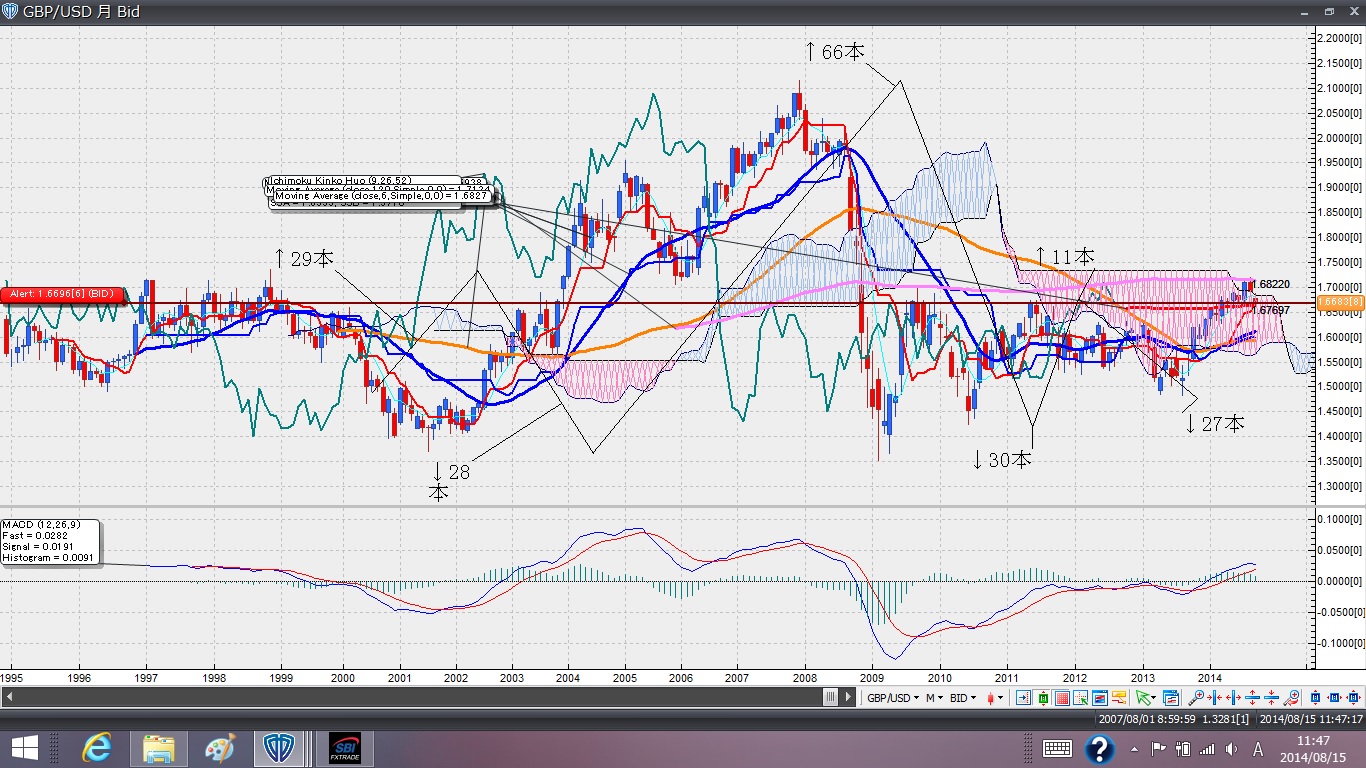 GBP/USD 月 Bid
2.2000[0]
2.1500[0]
2.1000[0]
2.0500[0]
2.0000[0]
1.9500[0]
1.9000[0]
1.8500[0]
1.8000[0]
1.7500[0]
1.7000[0]
1.6683[8]
1.6500[0]
1.6000[0]
1.5500[0]
1.5000[0]
1.4500[0]
1.4000[0]
1.3500[0]
1.3000[0]
↑66本
Ichimoku Kinko Huo (9,26,52)
Moving Average (close,120,Simple,0,0) = 1.7124
Moving Average (close,6,Simple,0,0) = 1.6827
↑29本
↑11本
Alert: 1.6696[6] (BID)
1.68220
1.67697
↓27本
↓30本
↓28
本
MACD (12,26,9)
Fast = 0.0282
Signal = 0.0191
Histogram = 0.0091
0.1000[0]
0.0500[0]
0.0000[0]
-0.0500[0]
-0.1000[0]
1995 1996 1997 1998 1999 2000 2001 2002 2003 2004 2005 2006 2007 2008 2009 2010 2011 2012 2013 2014
GBP/USD M BID
2007/08/01 8:59:59 1.3281[1] 2014/08/15 11:47:17
SBI
FXTRADE
A
11:47
2014/08/15